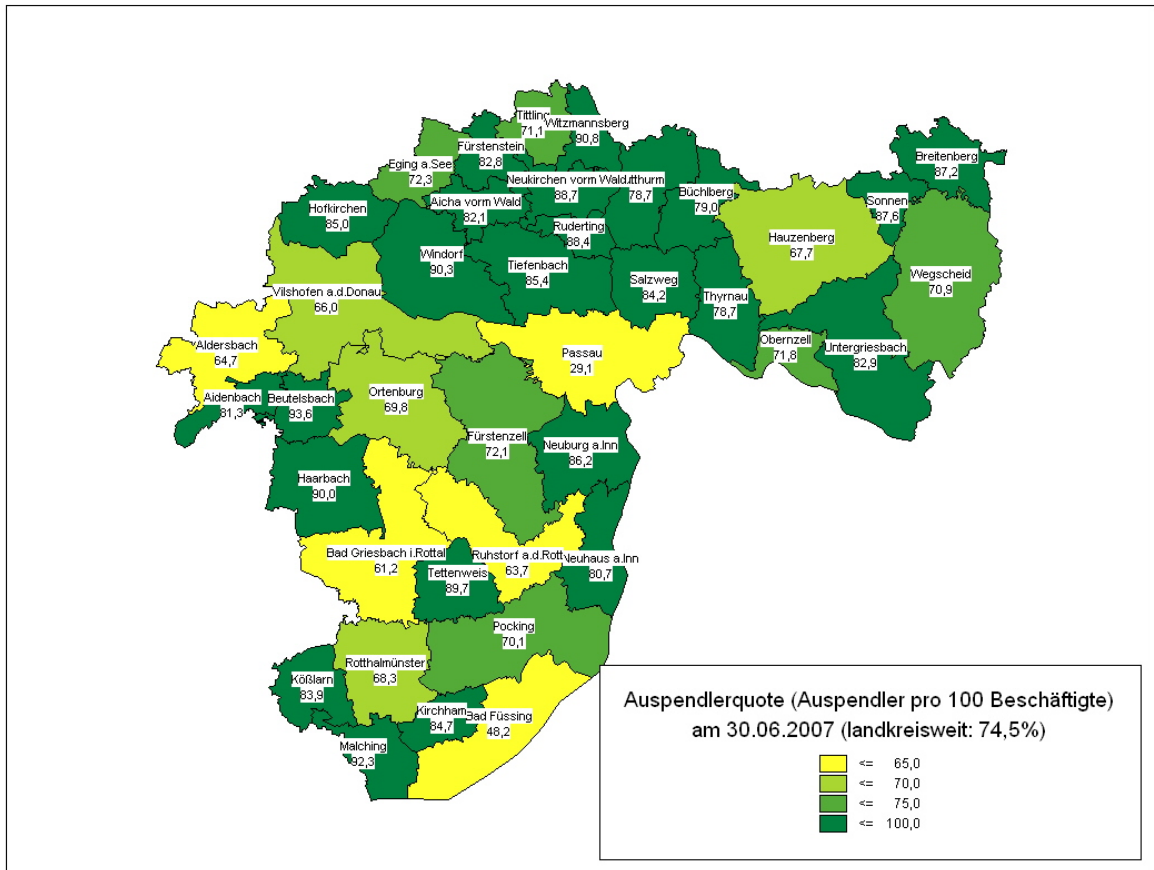 Tittling
71,1
Witzmannsberg
90,8
Fürstenstein
82,8
Eging a.See
72,3
Neukirchen vorm Wald
88,7
utthurm
78,7
Büchlberg
79,0
Breitenberg
87,2
Sonnen
87,6
Aicha vorm Wald
82,1
Hofkirchen
85,0
Ruderting
88,4
Hauzenberg
67,7
Windorf
90,3
Tiefenbach
85,4
Salzweg
84,2
Wegscheid
70,9
Thyrnau
78,7
Vilshofen a.d.Donau
66,0
Aldersbach
64,7
Passau
29,1
Obernzell
71,8
Untergriesbach
82,9
Aidenbach
81,3
Beutelsbach
93,6
Ortenburg
69,8
Fürstenzell
72,1
Neuburg a.Inn
86,2
Haarbach
90,0
Bad Griesbach i.Rottal
61,2
Ruhstorf a.d.Rott
63,7
Neuhaus a.Inn
80,7
Tettenweis
89,7
Pocking
70,1
Rotthalmünster
68,3
Kößlarn
83,9
Kirchham
84,7
Bad Füssing
48,2
Malching
92,3
Auspendlerquote (Auspendler pro 100 Beschäftigte)
am 30.06.2007 (landkreisweit: 74,5%)
<= 65,0
<= 70,0
<= 75,0
<= 100,0